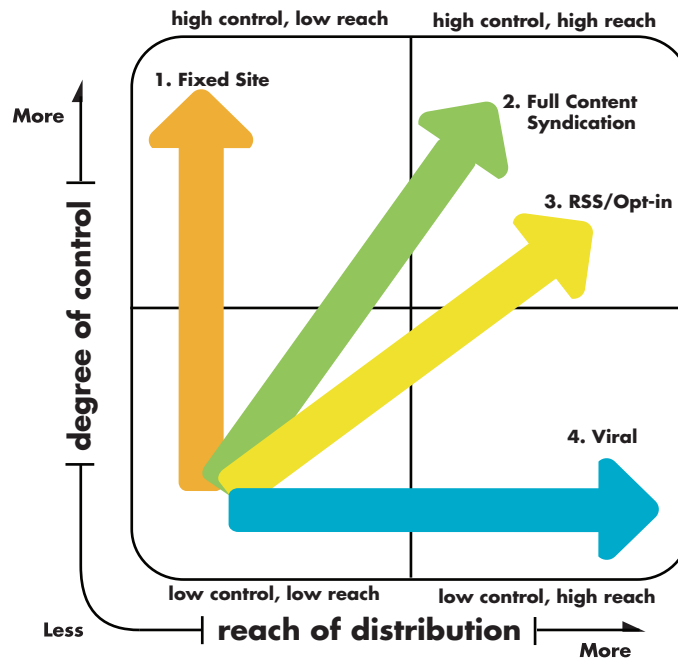 high control, low reach
high control, high reach
1. Fixed Site
2. Full Content
Syndication
More
3. RSS/Opt-in
degree of control
4. Viral
low control, low reach
low control, high reach
Less
reach of distribution
More